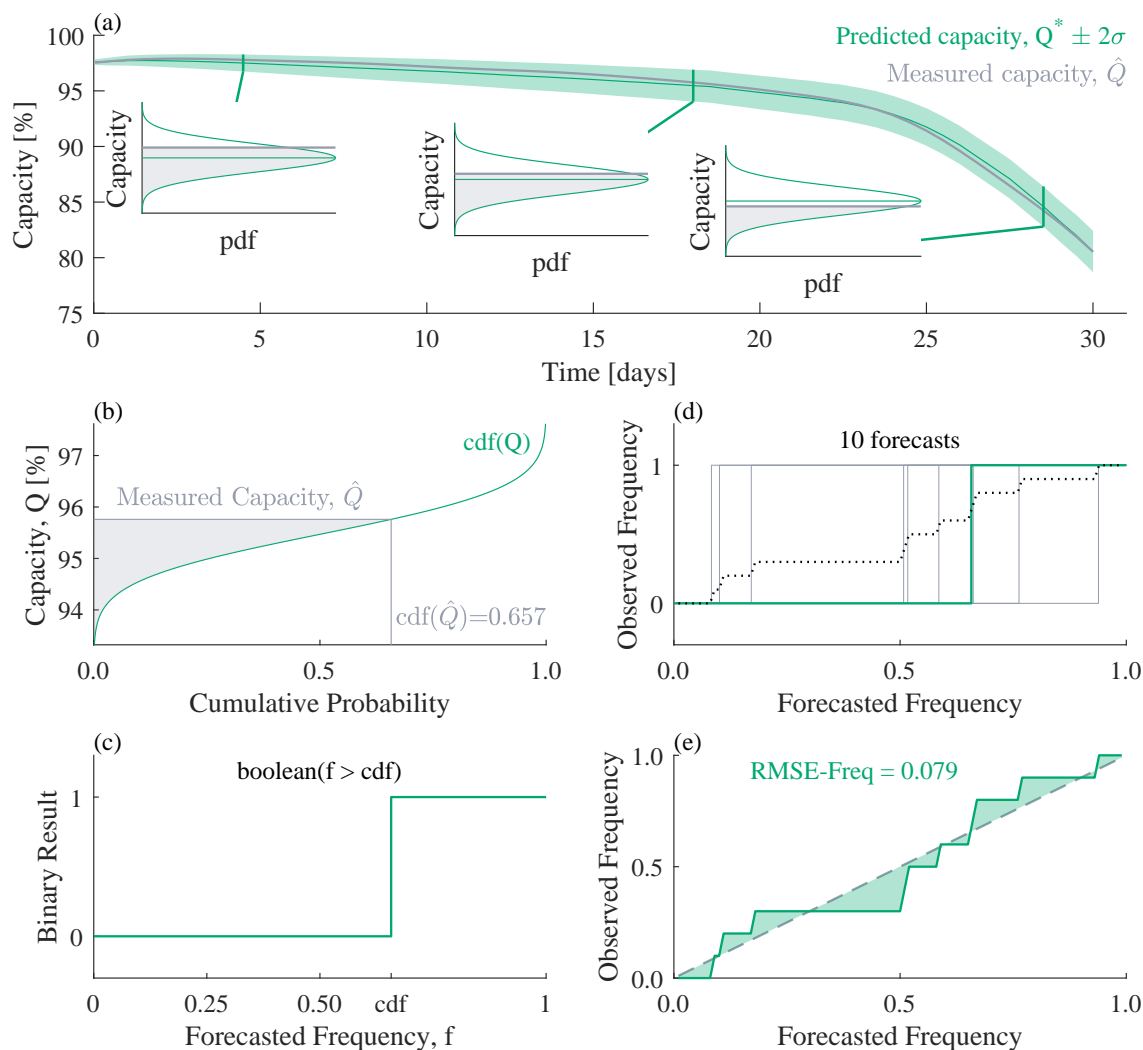 (a)
Predicted capacity, Q* ± 2σ
Measured capacity, Q̂
Capacity [%]
100
95
90
85
80
75
Capacity
pdf
Capacity
pdf
Capacity
pdf
0 5 10 15 20 25 30
Time [days]
(b)
cdf(Q)
Measured Capacity, Q̂
cdf(Q̂)=0.657
Capacity, Q [%]
97
96
95
94
0.0 0.5 1.0
Cumulative Probability
(d)
10 forecasts
Observed Frequency
1
0
0.0 0.5 1.0
Forecasted Frequency
(c)
boolean(f > cdf)
Binary Result
1
0
0 0.25 0.50 cdf 1
Forecasted Frequency, f
(e)
RMSE-Freq = 0.079
Observed Frequency
1.0
0.5
0.0
0.0 0.5 1.0
Forecasted Frequency